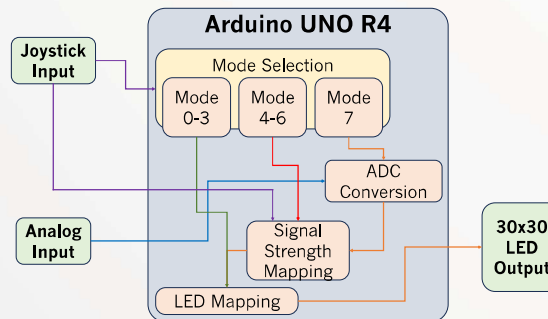 Arduino UNO R4
Joystick
Input
Mode Selection
Mode
0-3
Mode
4-6
Mode
7
ADC
Conversion
Analog
Input
Signal
Strength
Mapping
30x30
LED
Output
LED Mapping